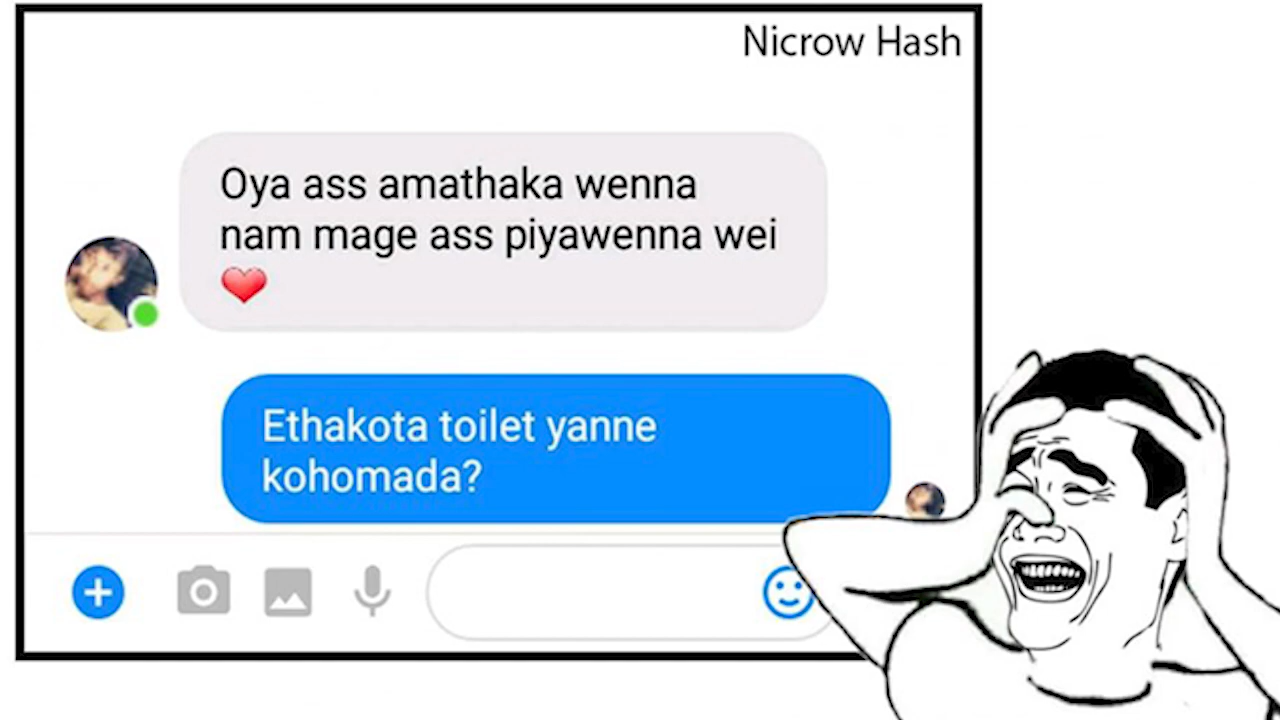 Nicrow Hash
Oya ass amathaka wenna
nam mage ass piyawenna wei
❤
Ethakota toilet yanne
kohomada?